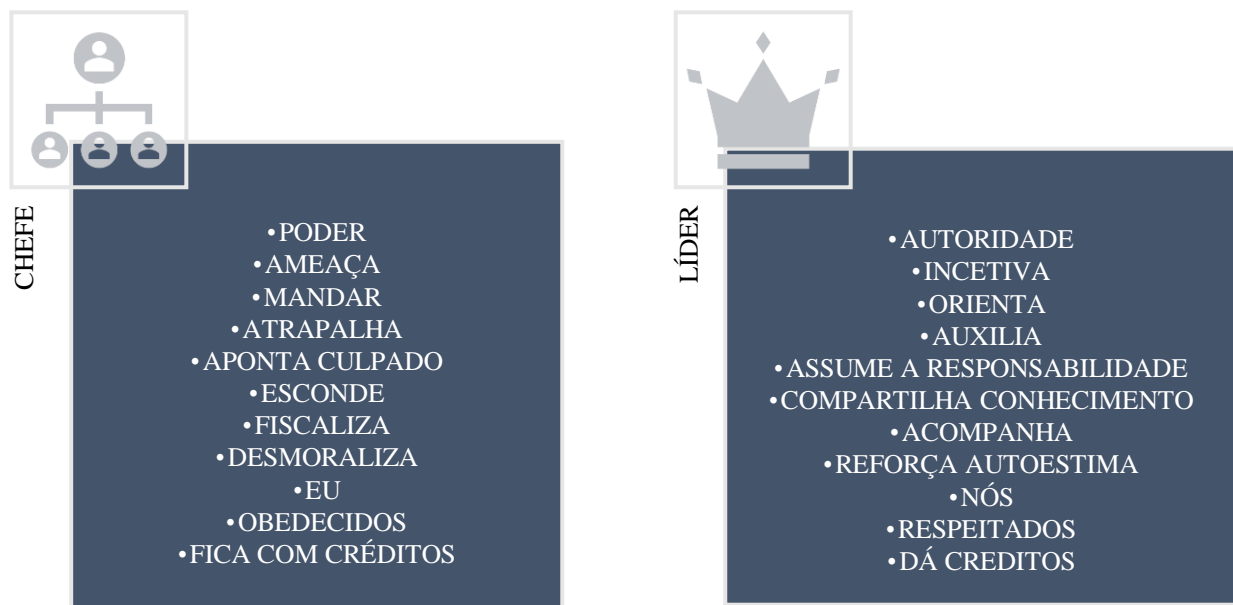 CHEFE
•PODER
•AMEAÇA
•MANDAR
•ATRAPALHA
•APONTA CULPADO
•ESCONDE
•FISCALIZA
•DESMORALIZA
•EU
•OBEDECIDOS
•FICA COM CRÉDITOS
LÍDER
•AUTORIDADE
•INCETIVA
•ORIENTA
•AUXILIA
•ASSUME A RESPONSABILIDADE
•COMPARTILHA CONHECIMENTO
•ACOMPANHA
•REFORÇA AUTOESTIMA
•NÓS
•RESPEITADOS
•DÁ CREDITOS